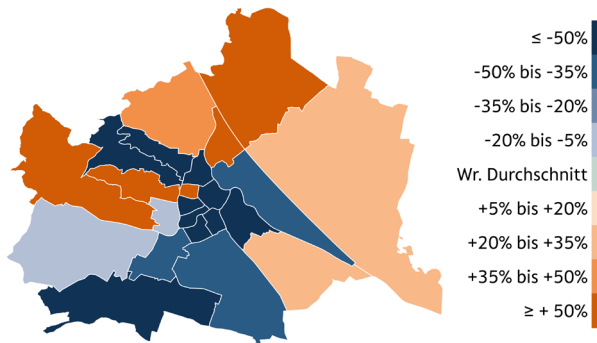 ≤ -50%
-50% bis -35%
-35% bis -20%
-20% bis -5%
Wr. Durchschnitt
+5% bis +20%
+20% bis +35%
+35% bis +50%
≥ + 50%